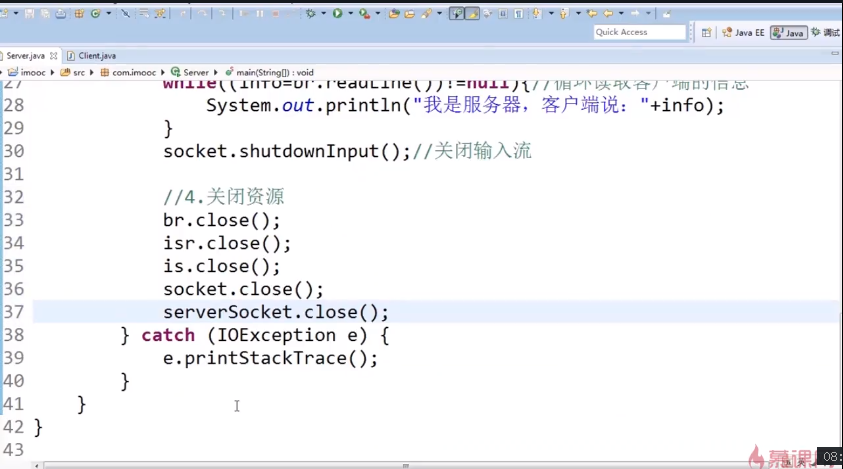 Quick Access
Java EE
Java
调试
Server.java
Client.java
imooc
src
com.imooc
Server
main(String[]) : void
27 while((info=br.readLine())!=null){//循环读取客户端的信息
28 System.out.println("我是服务器，客户端说："+info);
29 }
30 socket.shutdownInput();//关闭输入流
31
32 //4.关闭资源
33 br.close();
34 isr.close();
35 is.close();
36 socket.close();
37 serverSocket.close();
38 } catch (IOException e) {
39 e.printStackTrace();
40 }
41 }
42 }
43
08: